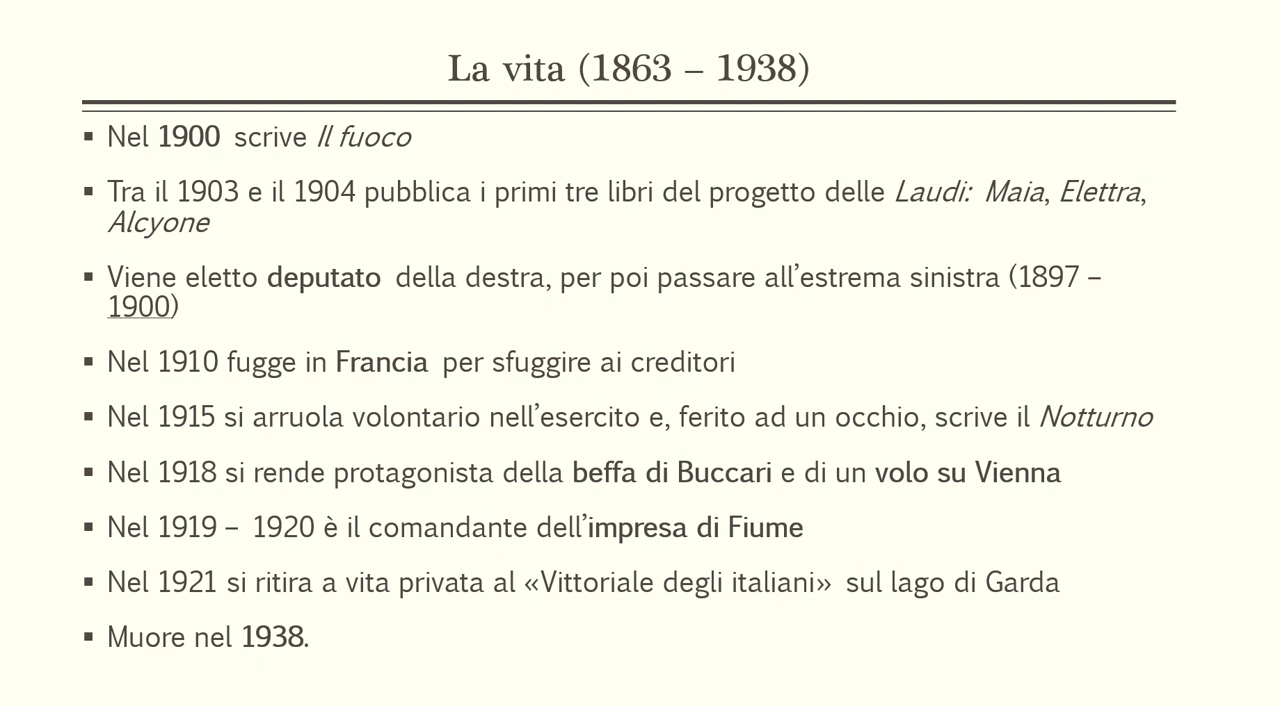 La vita (1863 – 1938)
▪ Nel 1900 scrive Il fuoco
▪ Tra il 1903 e il 1904 pubblica i primi tre libri del progetto delle Laudi: Maia, Elettra,
Alcyone
▪ Viene eletto deputato della destra, per poi passare all’estrema sinistra (1897 –
1900)
▪ Nel 1910 fugge in Francia per sfuggire ai creditori
▪ Nel 1915 si arruola volontario nell’esercito e, ferito ad un occhio, scrive il Notturno
▪ Nel 1918 si rende protagonista della beffa di Buccari e di un volo su Vienna
▪ Nel 1919 – 1920 è il comandante dell’impresa di Fiume
▪ Nel 1921 si ritira a vita privata al «Vittoriale degli italiani» sul lago di Garda
▪ Muore nel 1938.